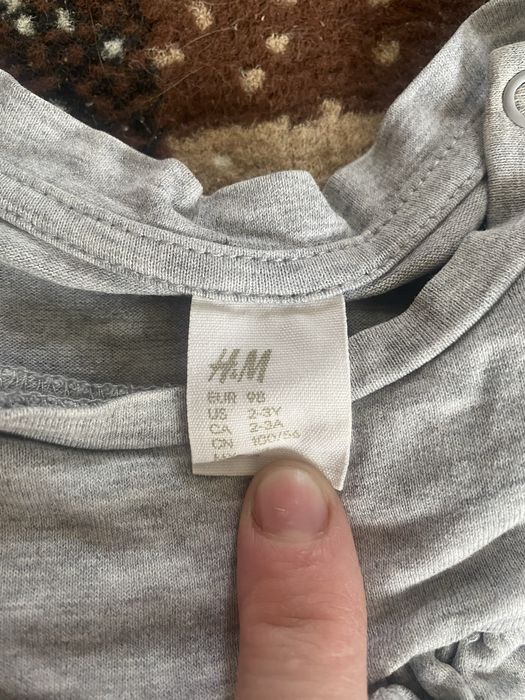 H&M
EUR 98
US 2-3Y
CA 2-3A
CN 100/56